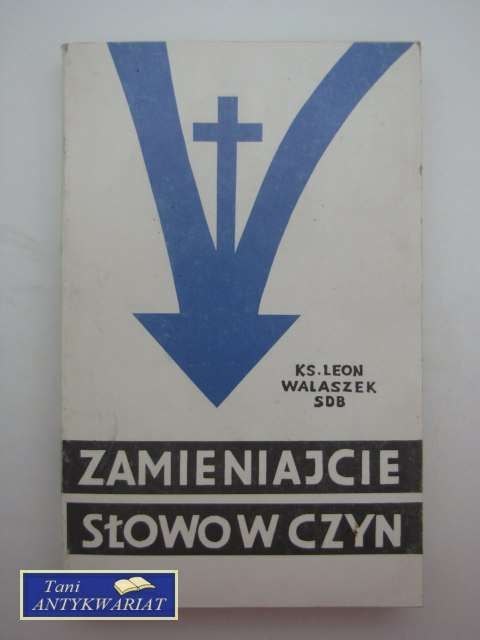 KS. LEON
WALASZEK
SDB
ZAMIENIAJCIE
SŁOWO W CZYN
Tani
ANTYKWARIAT